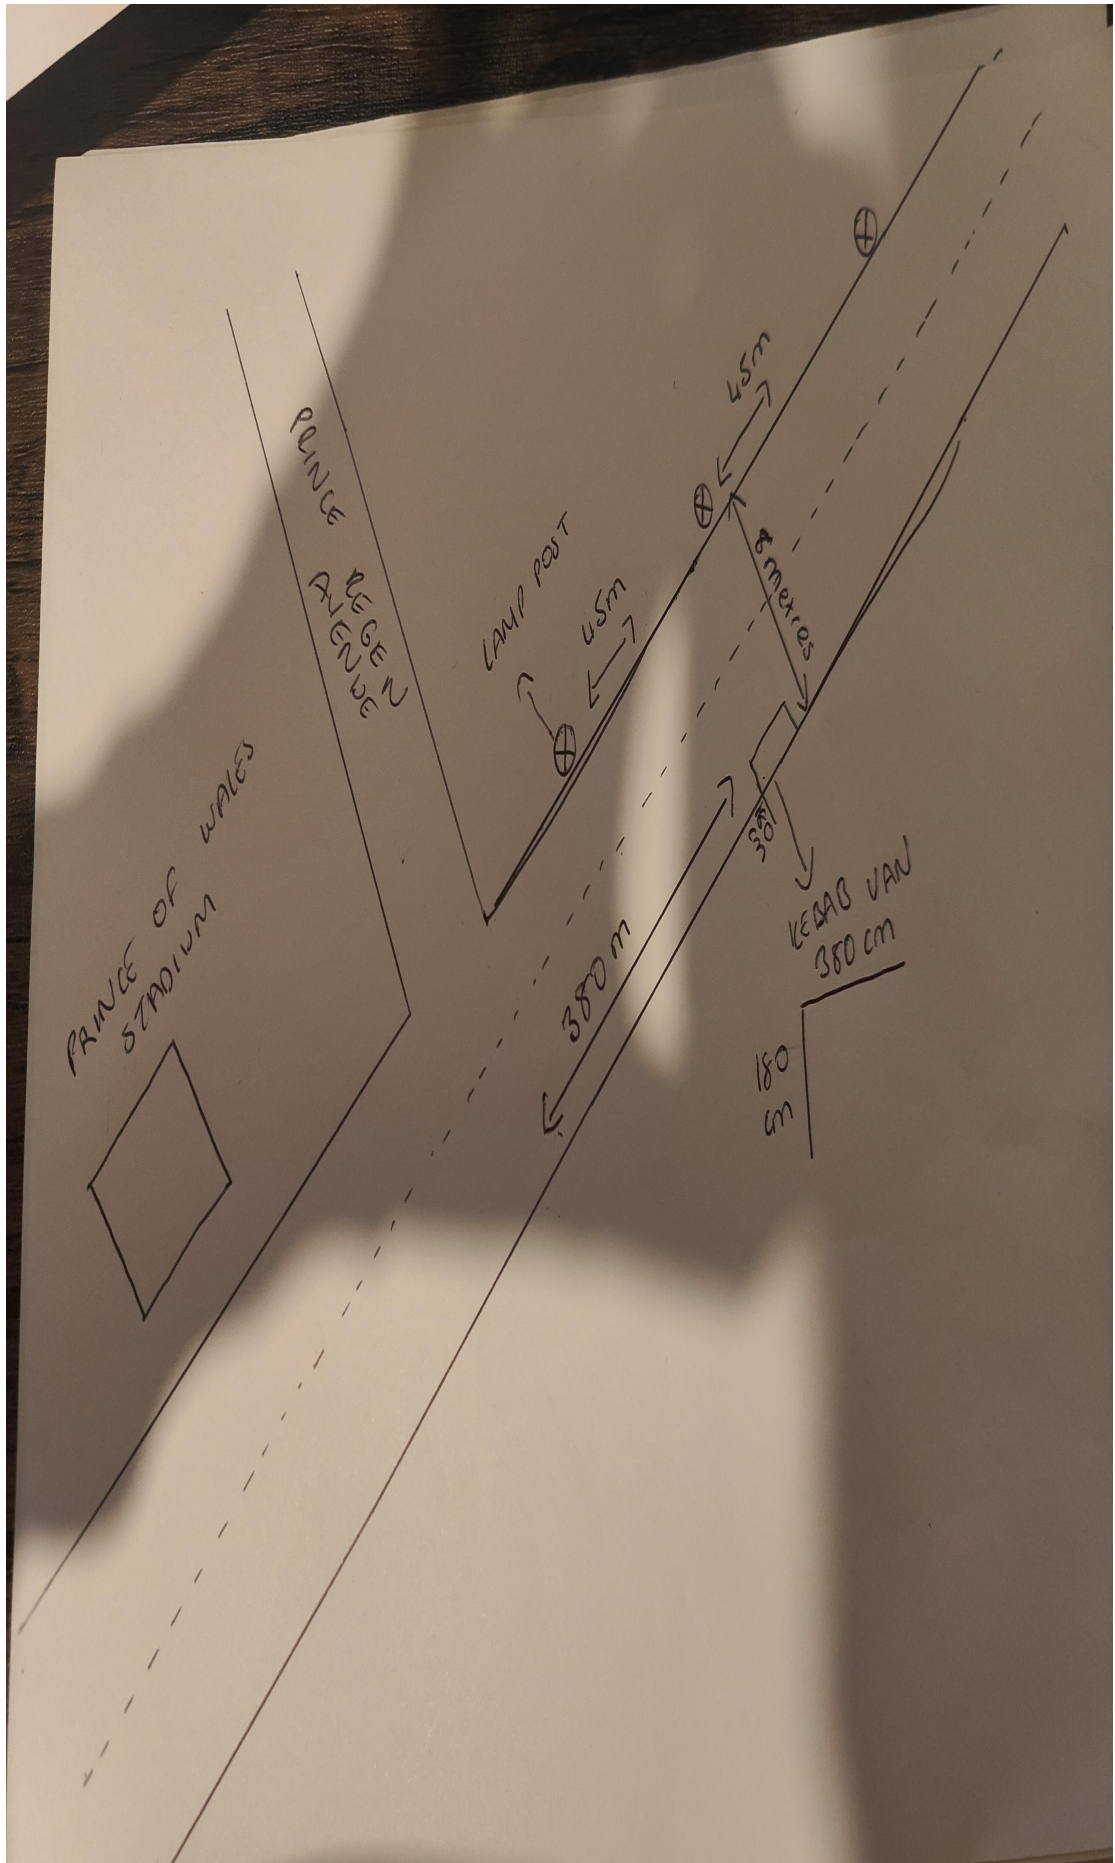 PRINCE REGEN
AVENUE
45m
LAMP POST
45m
8 metres
PRINCE OF WALES
STADIUM
380 m
KEBAB VAN
380 cm
180
cm